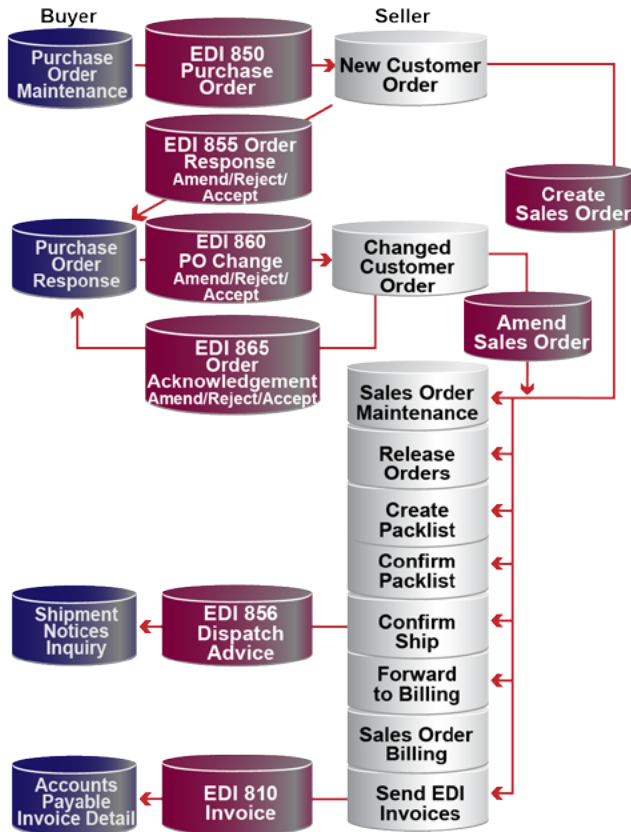 Buyer
Seller
Purchase
Order
Maintenance
EDI 850
Purchase
Order
New Customer
Order
EDI 855 Order
Response
Amend/Reject/
Accept
Create
Sales Order
Purchase
Order
Response
EDI 860
PO Change
Amend/Reject/
Accept
Changed
Customer
Order
Amend
Sales Order
EDI 865
Order
Acknowledgement
Amend/Reject/Accept
Sales Order
Maintenance
Release
Orders
Create
Packlist
Confirm
Packlist
Shipment
Notices
Inquiry
EDI 856
Dispatch
Advice
Confirm
Ship
Forward
to Billing
Sales Order
Billing
Accounts
Payable
Invoice Detail
EDI 810
Invoice
Send EDI
Invoices